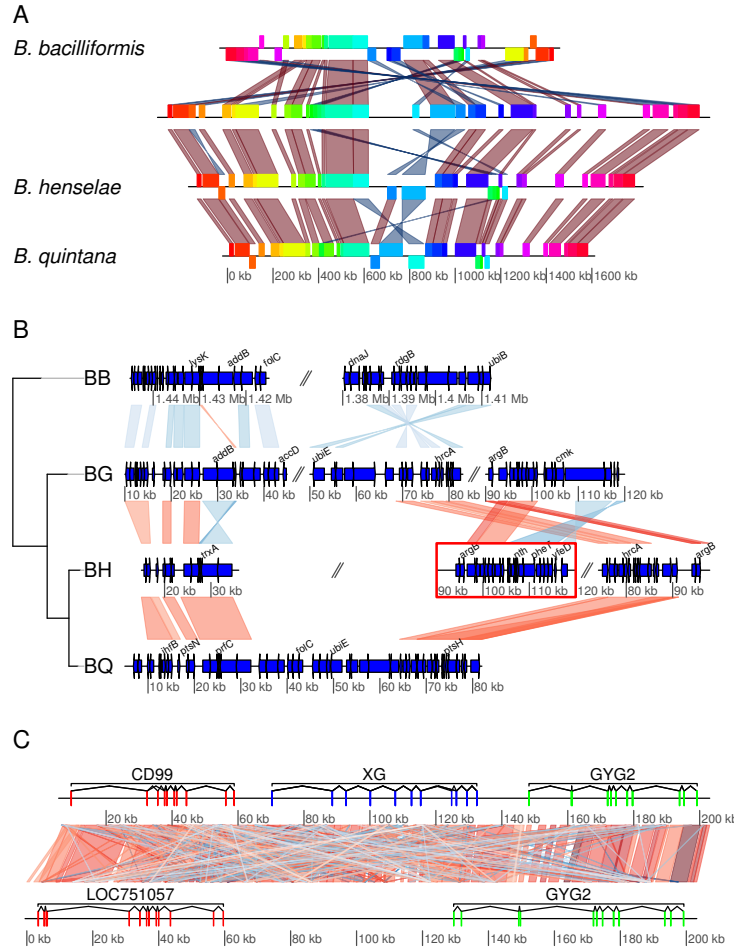 A
B. bacilliformis
B. henselae
B. quintana
0 kb 200 kb 400 kb 600 kb 800 kb 1000 kb 1200 kb 1400 kb 1600 kb
B
lysK addB folC dnaJ rdgB ubiB
BB //
1.44 Mb 1.43 Mb 1.42 Mb 1.38 Mb 1.39 Mb 1.4 Mb 1.41 Mb
addB accD ubiE hrcA argB cmk
BG // //
10 kb 20 kb 30 kb 40 kb 50 kb 60 kb 70 kb 80 kb 90 kb 100 kb 110 kb 120 kb
trxA argB nth pheT yfeD hrcA argB
BH // //
20 kb 30 kb 90 kb 100 kb 110 kb 120 kb 80 kb 90 kb
ihfB ptsN prfC folC ubiE ptsH
BQ
10 kb 20 kb 30 kb 40 kb 50 kb 60 kb 70 kb 80 kb
C
CD99 XG GYG2
20 kb 40 kb 60 kb 80 kb 100 kb 120 kb 140 kb 160 kb 180 kb 200 kb
LOC751057 GYG2
0 kb 20 kb 40 kb 60 kb 80 kb 100 kb 120 kb 140 kb 160 kb 180 kb 200 kb